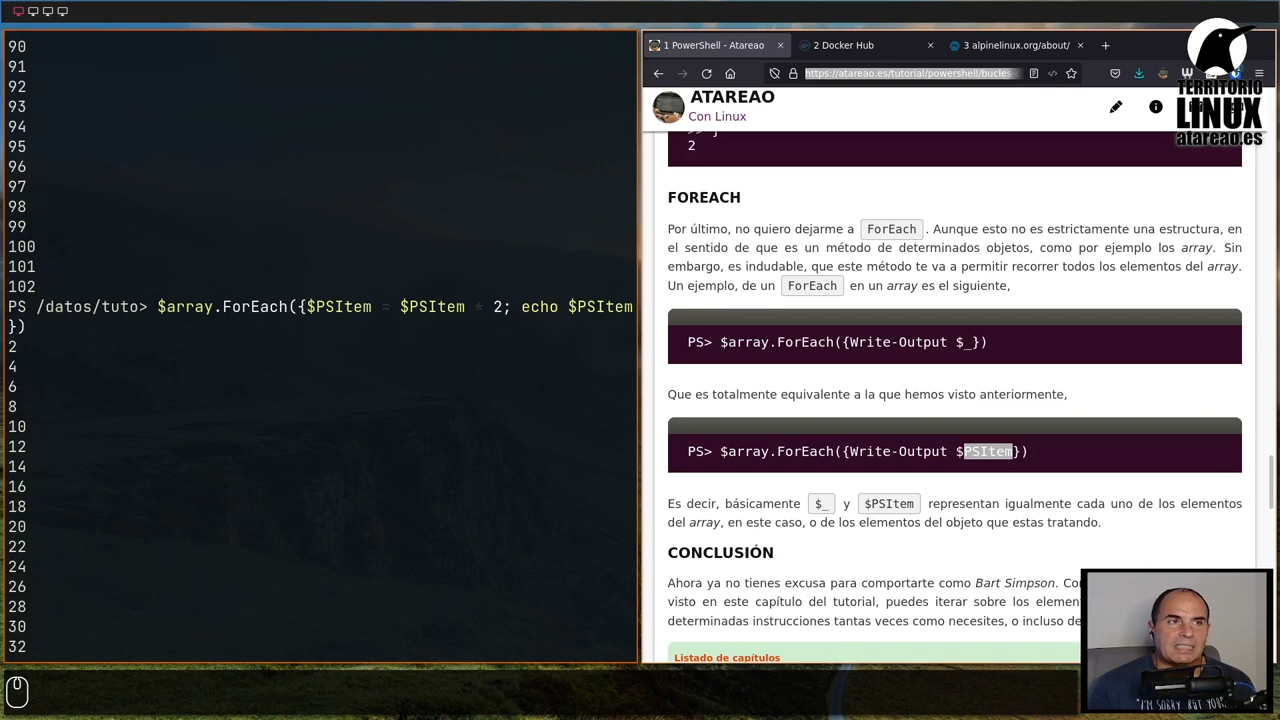 90
91
92
93
94
95
96
97
98
99
100
101
102
PS /datos/tuto> $array.ForEach({$PSItem = $PSItem * 2; echo $PSItem
})
2
4
6
8
10
12
14
16
18
20
22
24
26
28
30
32
1 PowerShell - Atareao
2 Docker Hub
3 alpinelinux.org/about/
https://atareao.es/tutorial/powershell/bucles-
ATAREAO
Con Linux
TERRITORIO
LINUX
atareao.es
2
FOREACH
Por último, no quiero dejarme a ForEach . Aunque esto no es estrictamente una estructura, en
el sentido de que es un método de determinados objetos, como por ejemplo los array. Sin
embargo, es indudable, que este método te va a permitir recorrer todos los elementos del array.
Un ejemplo, de un ForEach en un array es el siguiente,
PS> $array.ForEach({Write-Output $_})
Que es totalmente equivalente a la que hemos visto anteriormente,
PS> $array.ForEach({Write-Output $PSItem})
Es decir, básicamente $_ y $PSItem representan igualmente cada uno de los elementos
del array, en este caso, o de los elementos del objeto que estas tratando.
CONCLUSIÓN
Ahora ya no tienes excusa para comportarte como Bart Simpson. Co
visto en este capítulo del tutorial, puedes iterar sobre los elemen
determinadas instrucciones tantas veces como necesites, o incluso de
Listado de capítulos
"I'M SORRY, BUT YOUR